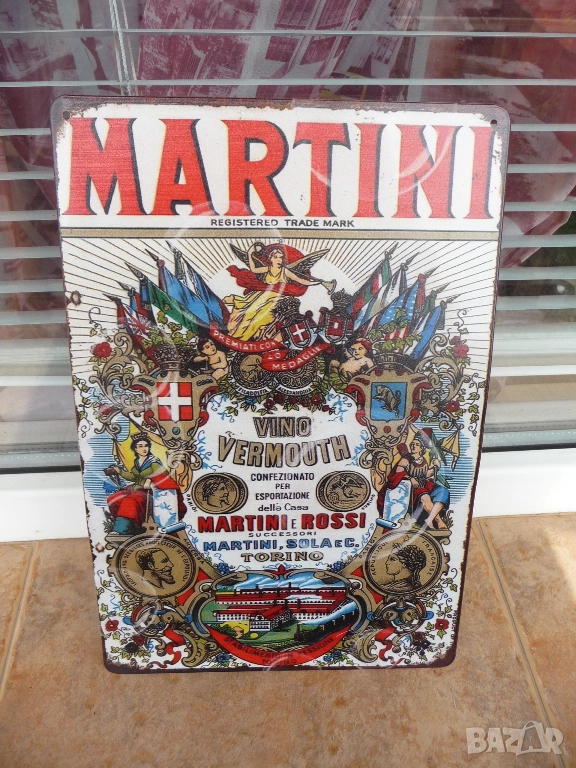 MARTINI
REGISTERED TRADE MARK
PREMIATI CON
40
MEDAGLIE
VINO
VERMOUTH
CONFEZIONATO
PER
ESPORTAZIONE
della Casa
MARTINI E ROSSI
SUCCESSORI
MARTINI, SOLA E C.
TORINO
BAZAR